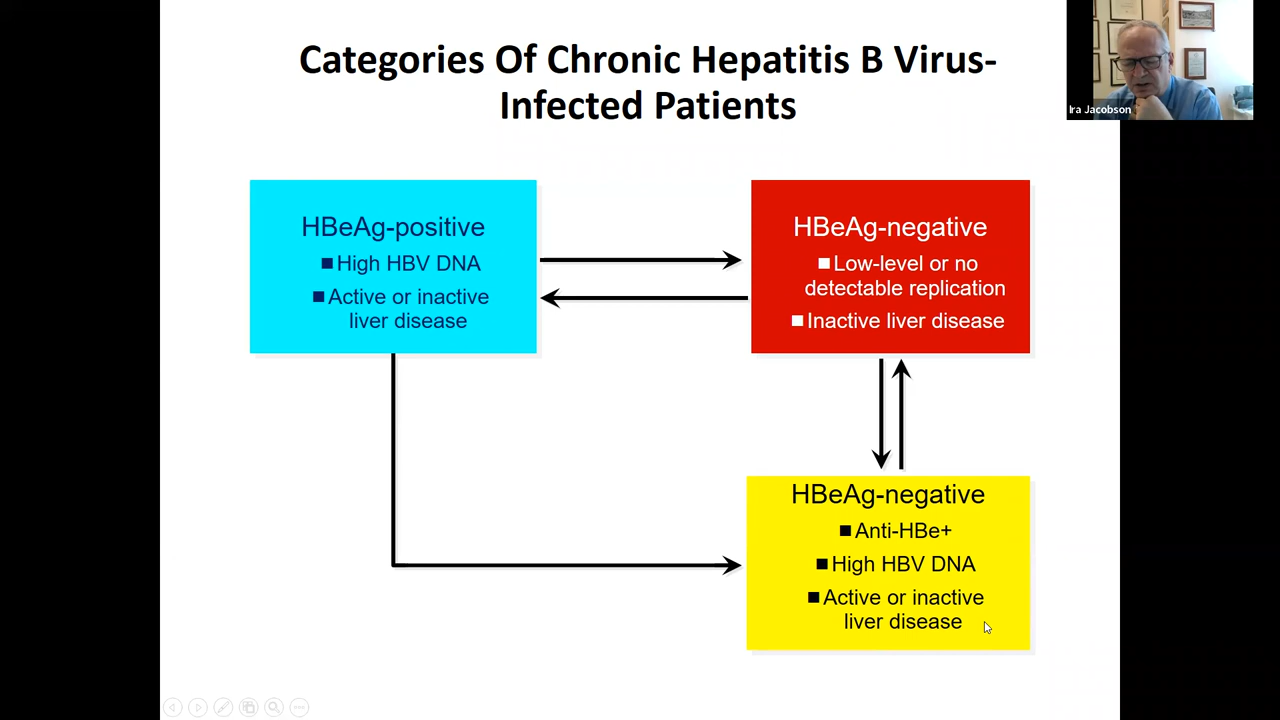 Categories Of Chronic Hepatitis B Virus-
Infected Patients
Ira Jacobson
HBeAg-positive
■ High HBV DNA
■ Active or inactive
liver disease
HBeAg-negative
■ Low-level or no
detectable replication
■ Inactive liver disease
HBeAg-negative
■ Anti-HBe+
■ High HBV DNA
■ Active or inactive
liver disease